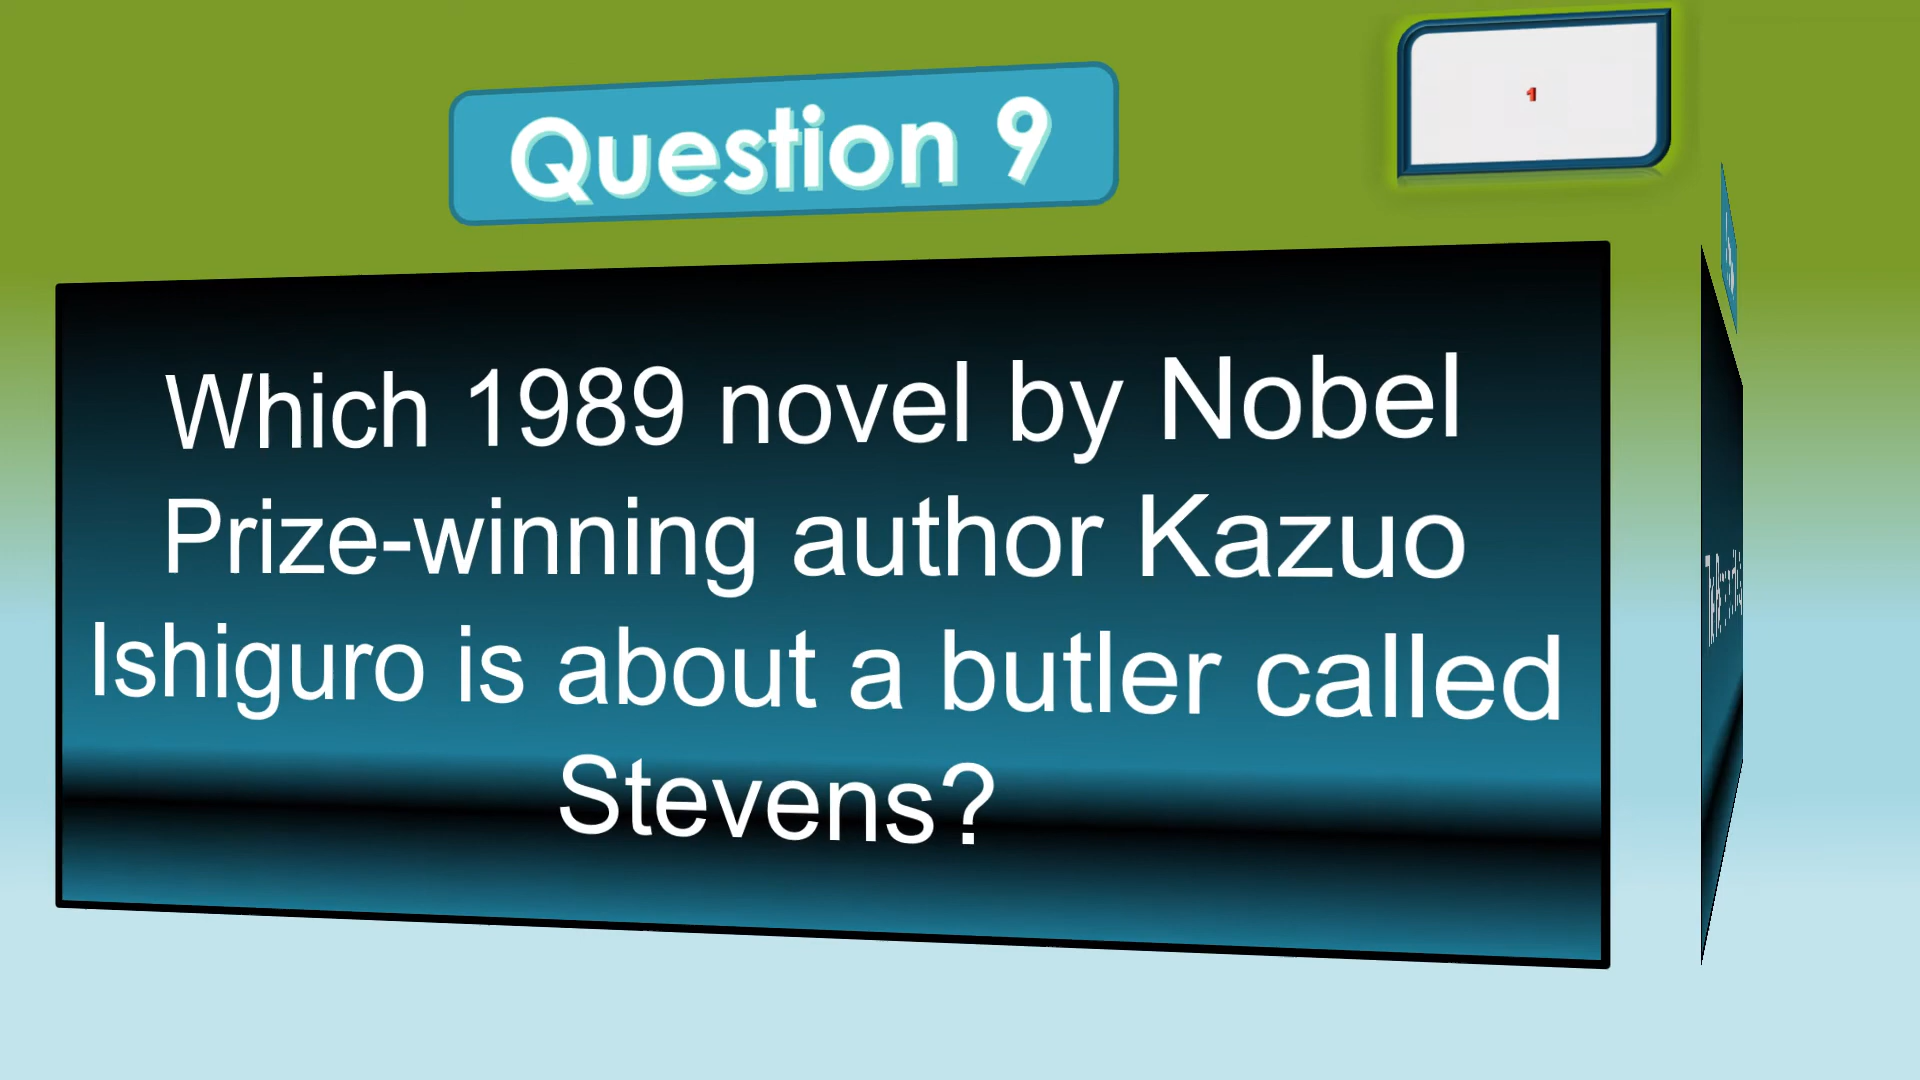 Question 9
1
Which 1989 novel by Nobel
Prize-winning author Kazuo
Ishiguro is about a butler called
Stevens?